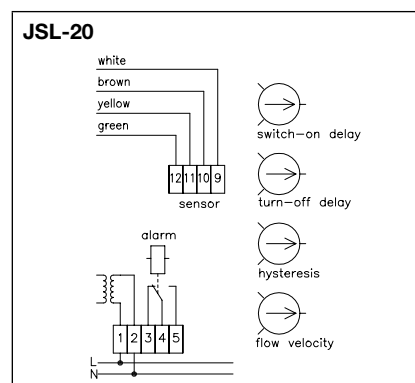 JSL-20
white
brown
yellow
green
12 11 10 9
sensor
switch-on delay
turn-off delay
alarm
hysteresis
flow velocity
1 2 3 4 5
L
N